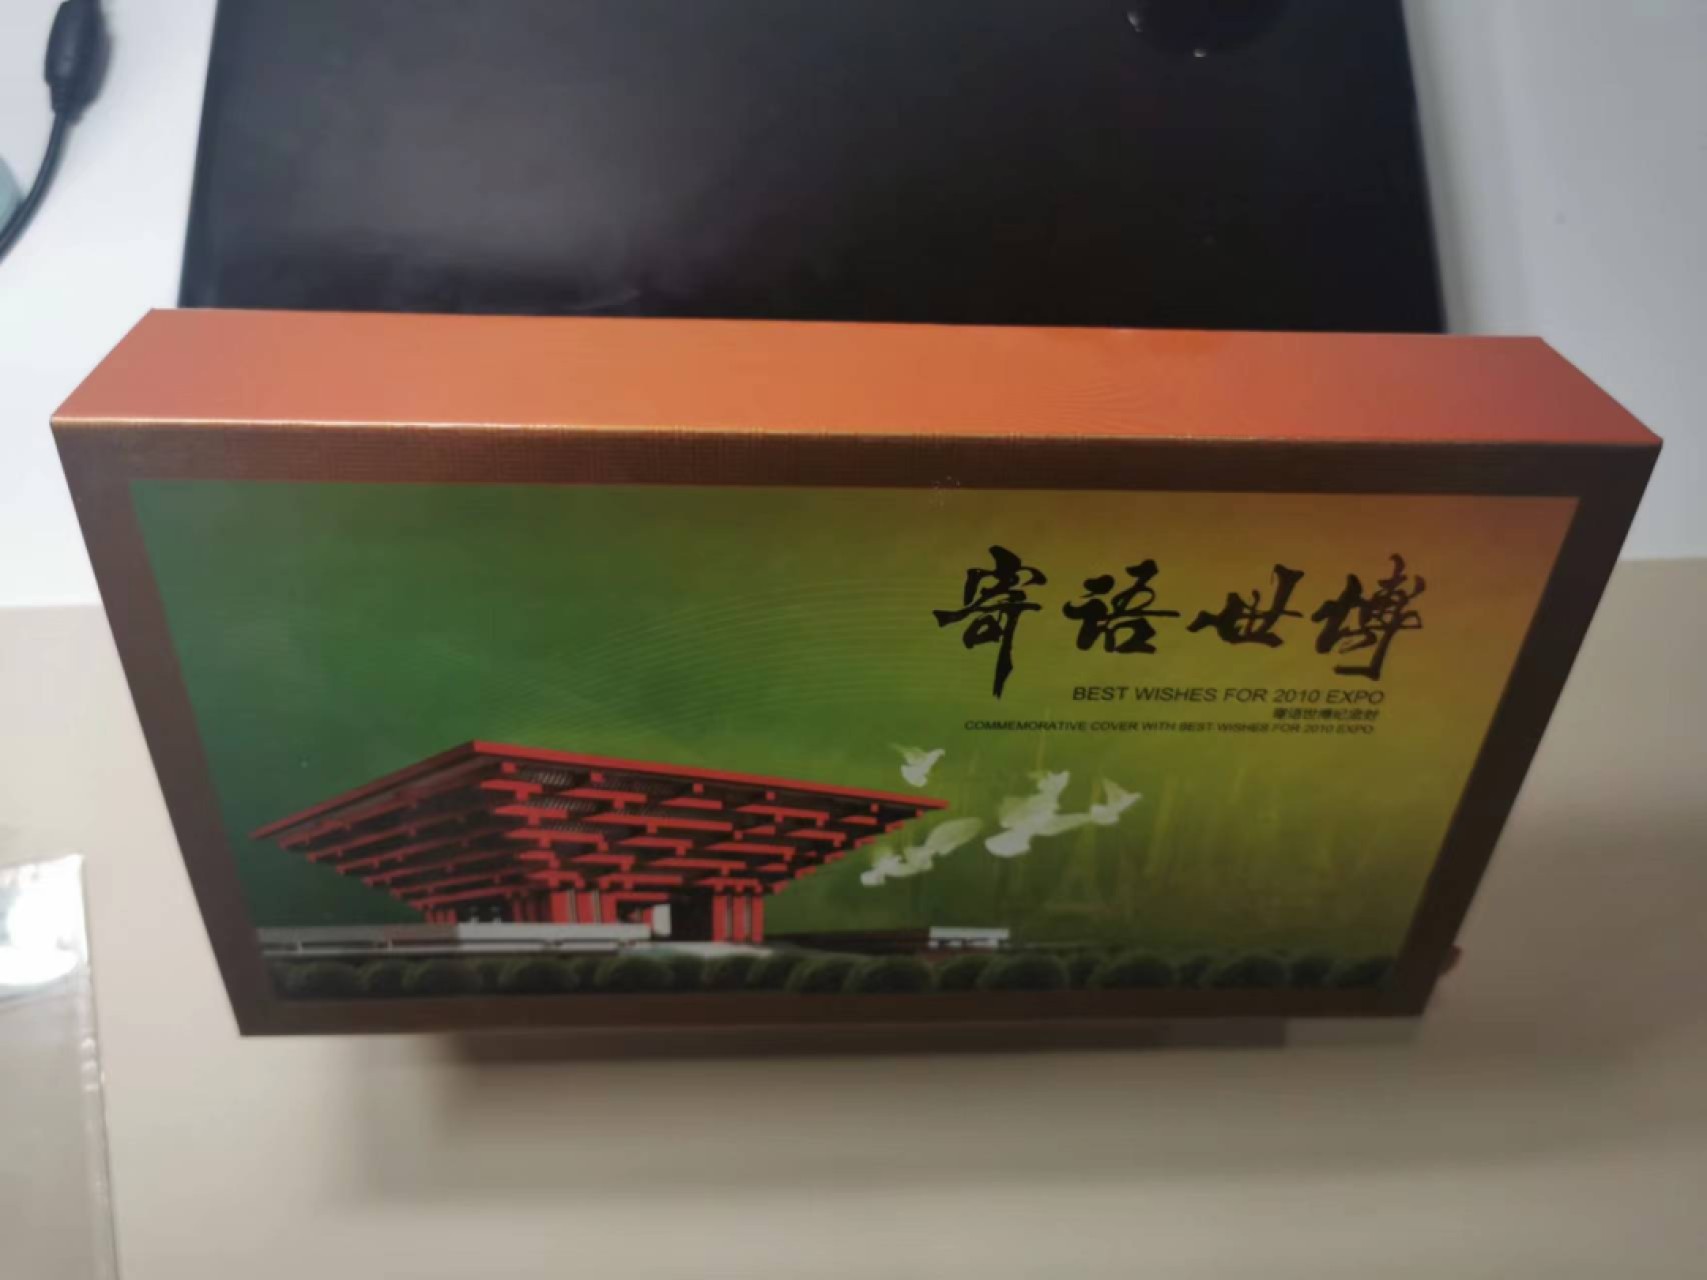 寄语世博
BEST WISHES FOR 2010 EXPO
寄语世博纪念封
COMMEMORATIVE COVER WITH BEST WISHES FOR 2010 EXPO